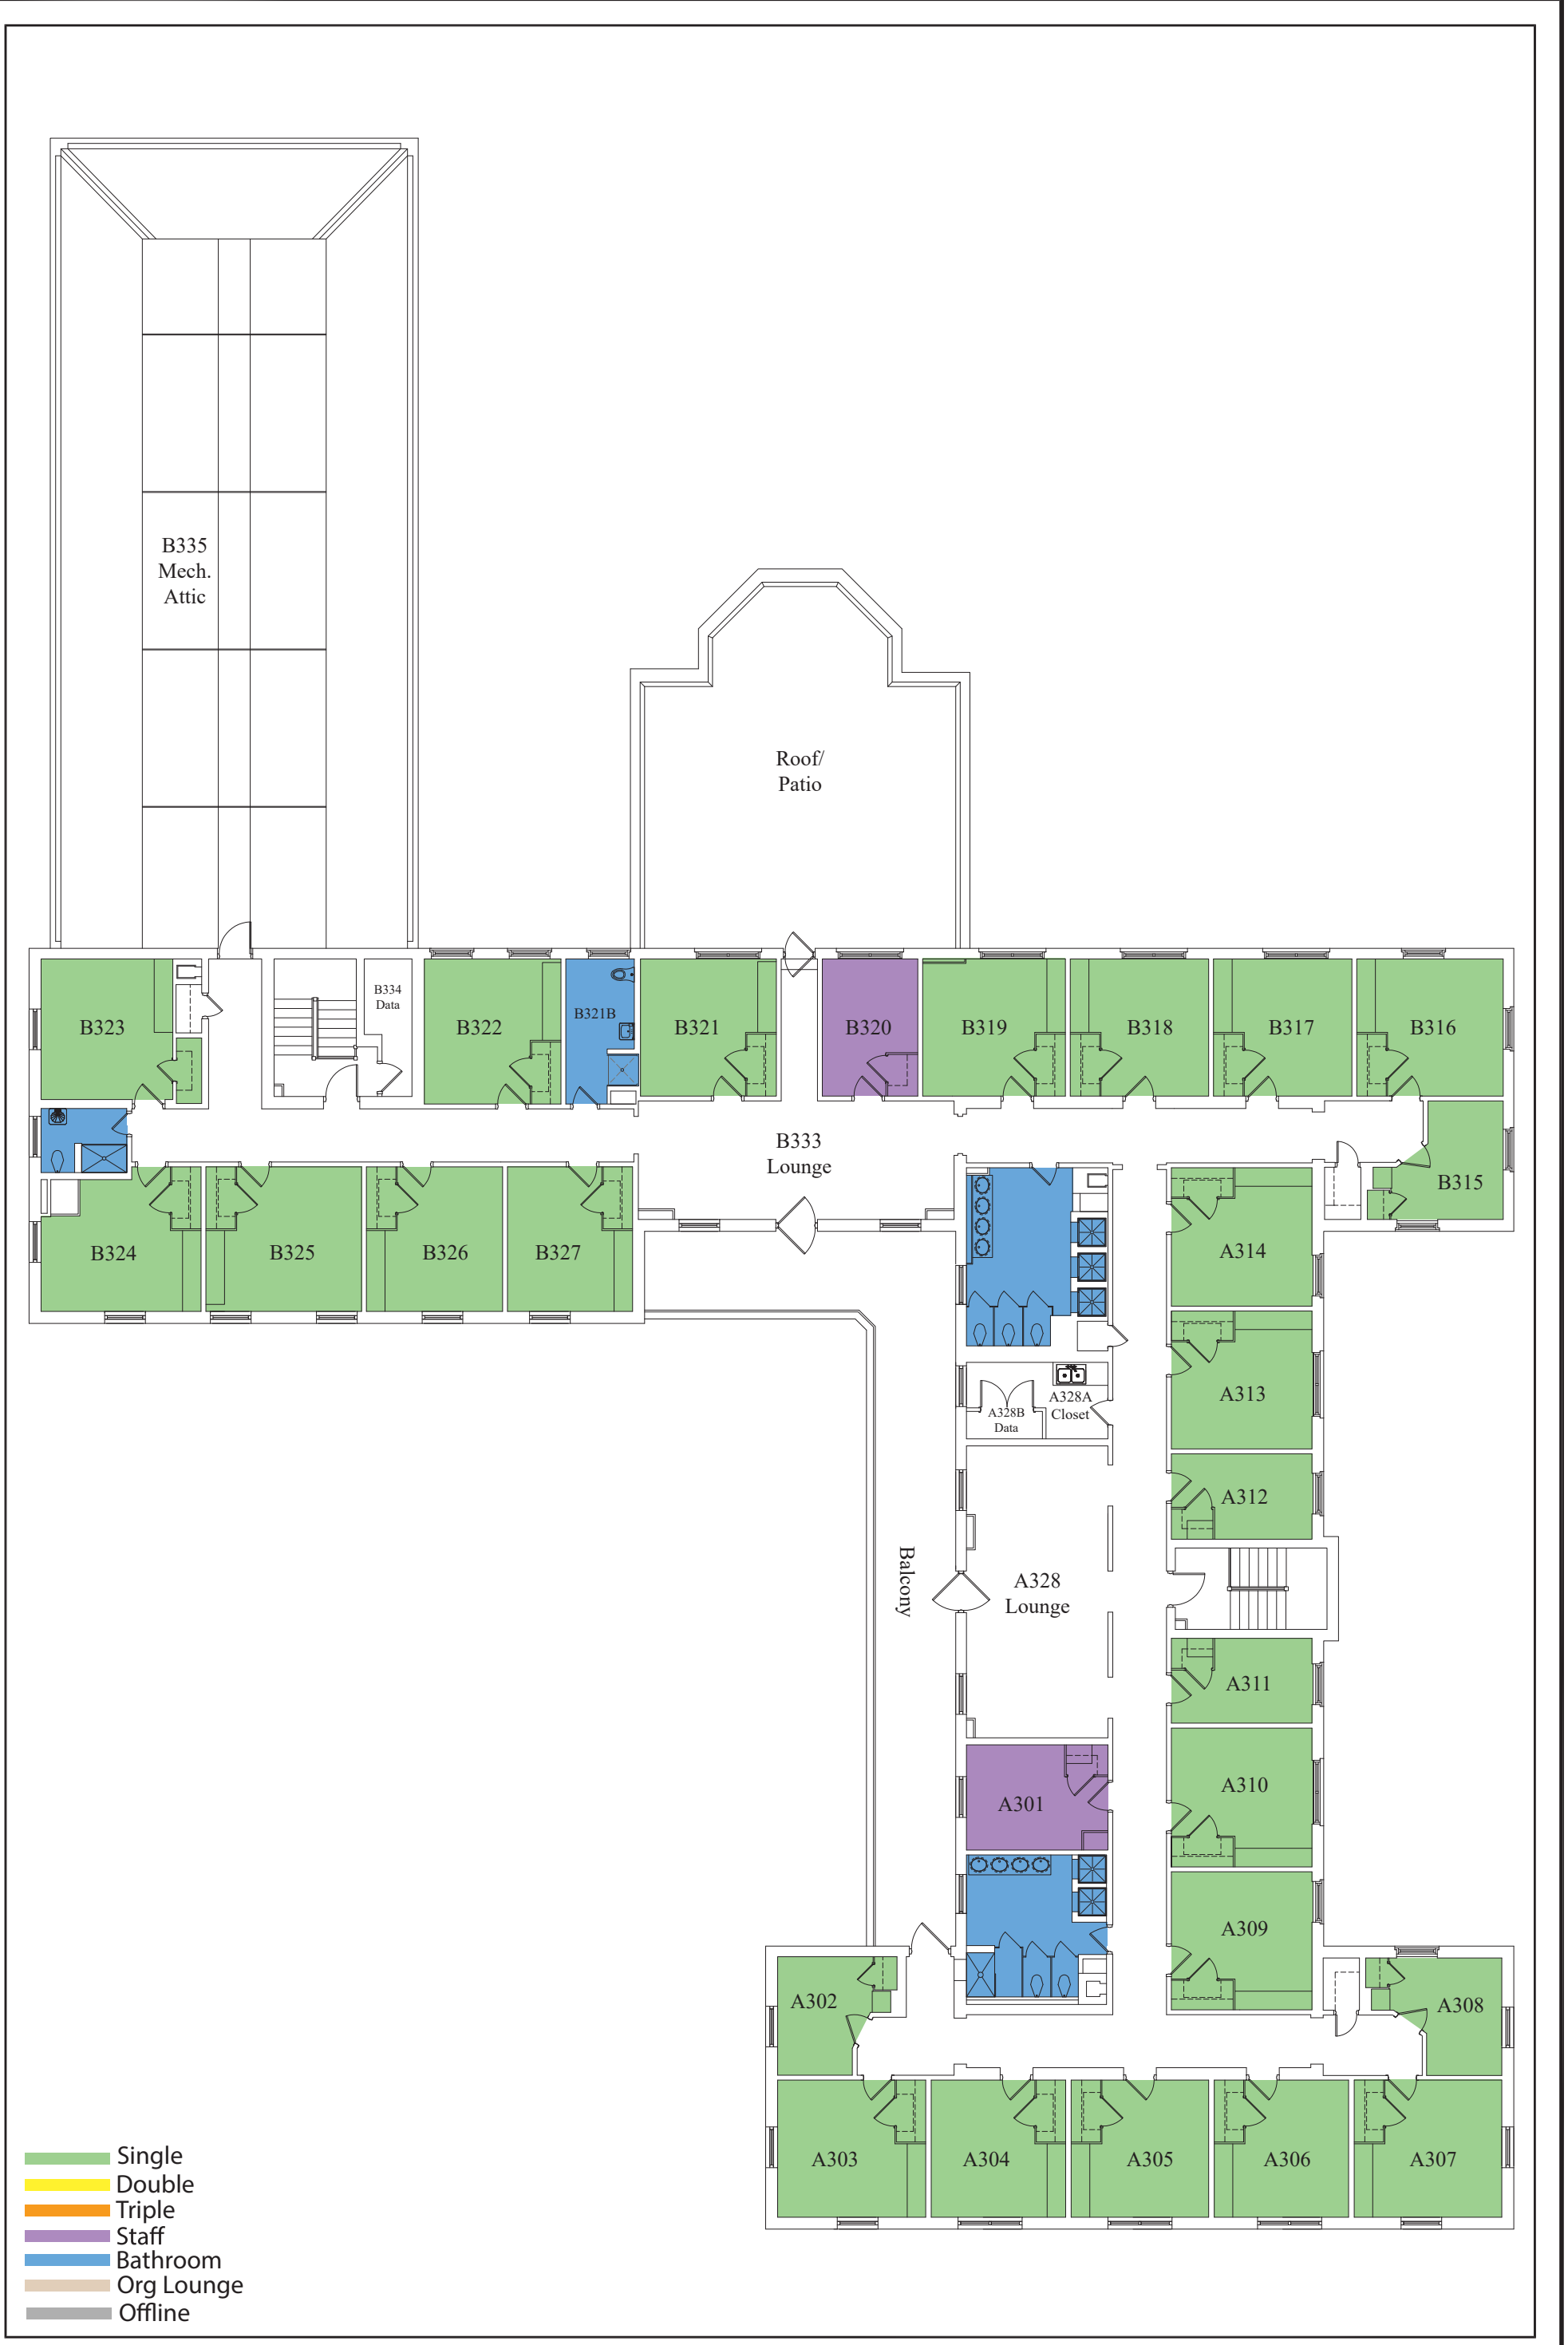 B335
Mech.
Attic
Roof/
Patio
B323
B334
Data
B322
B321B
B321
B320
B319
B318
B317
B316
B333
Lounge
B315
B324
B325
B326
B327
A314
A313
A328A
Closet
A328B
Data
A312
Balcony
A328
Lounge
A311
A310
A301
A309
A302
A308
A303
A304
A305
A306
A307
Single
Double
Triple
Staff
Bathroom
Org Lounge
Offline